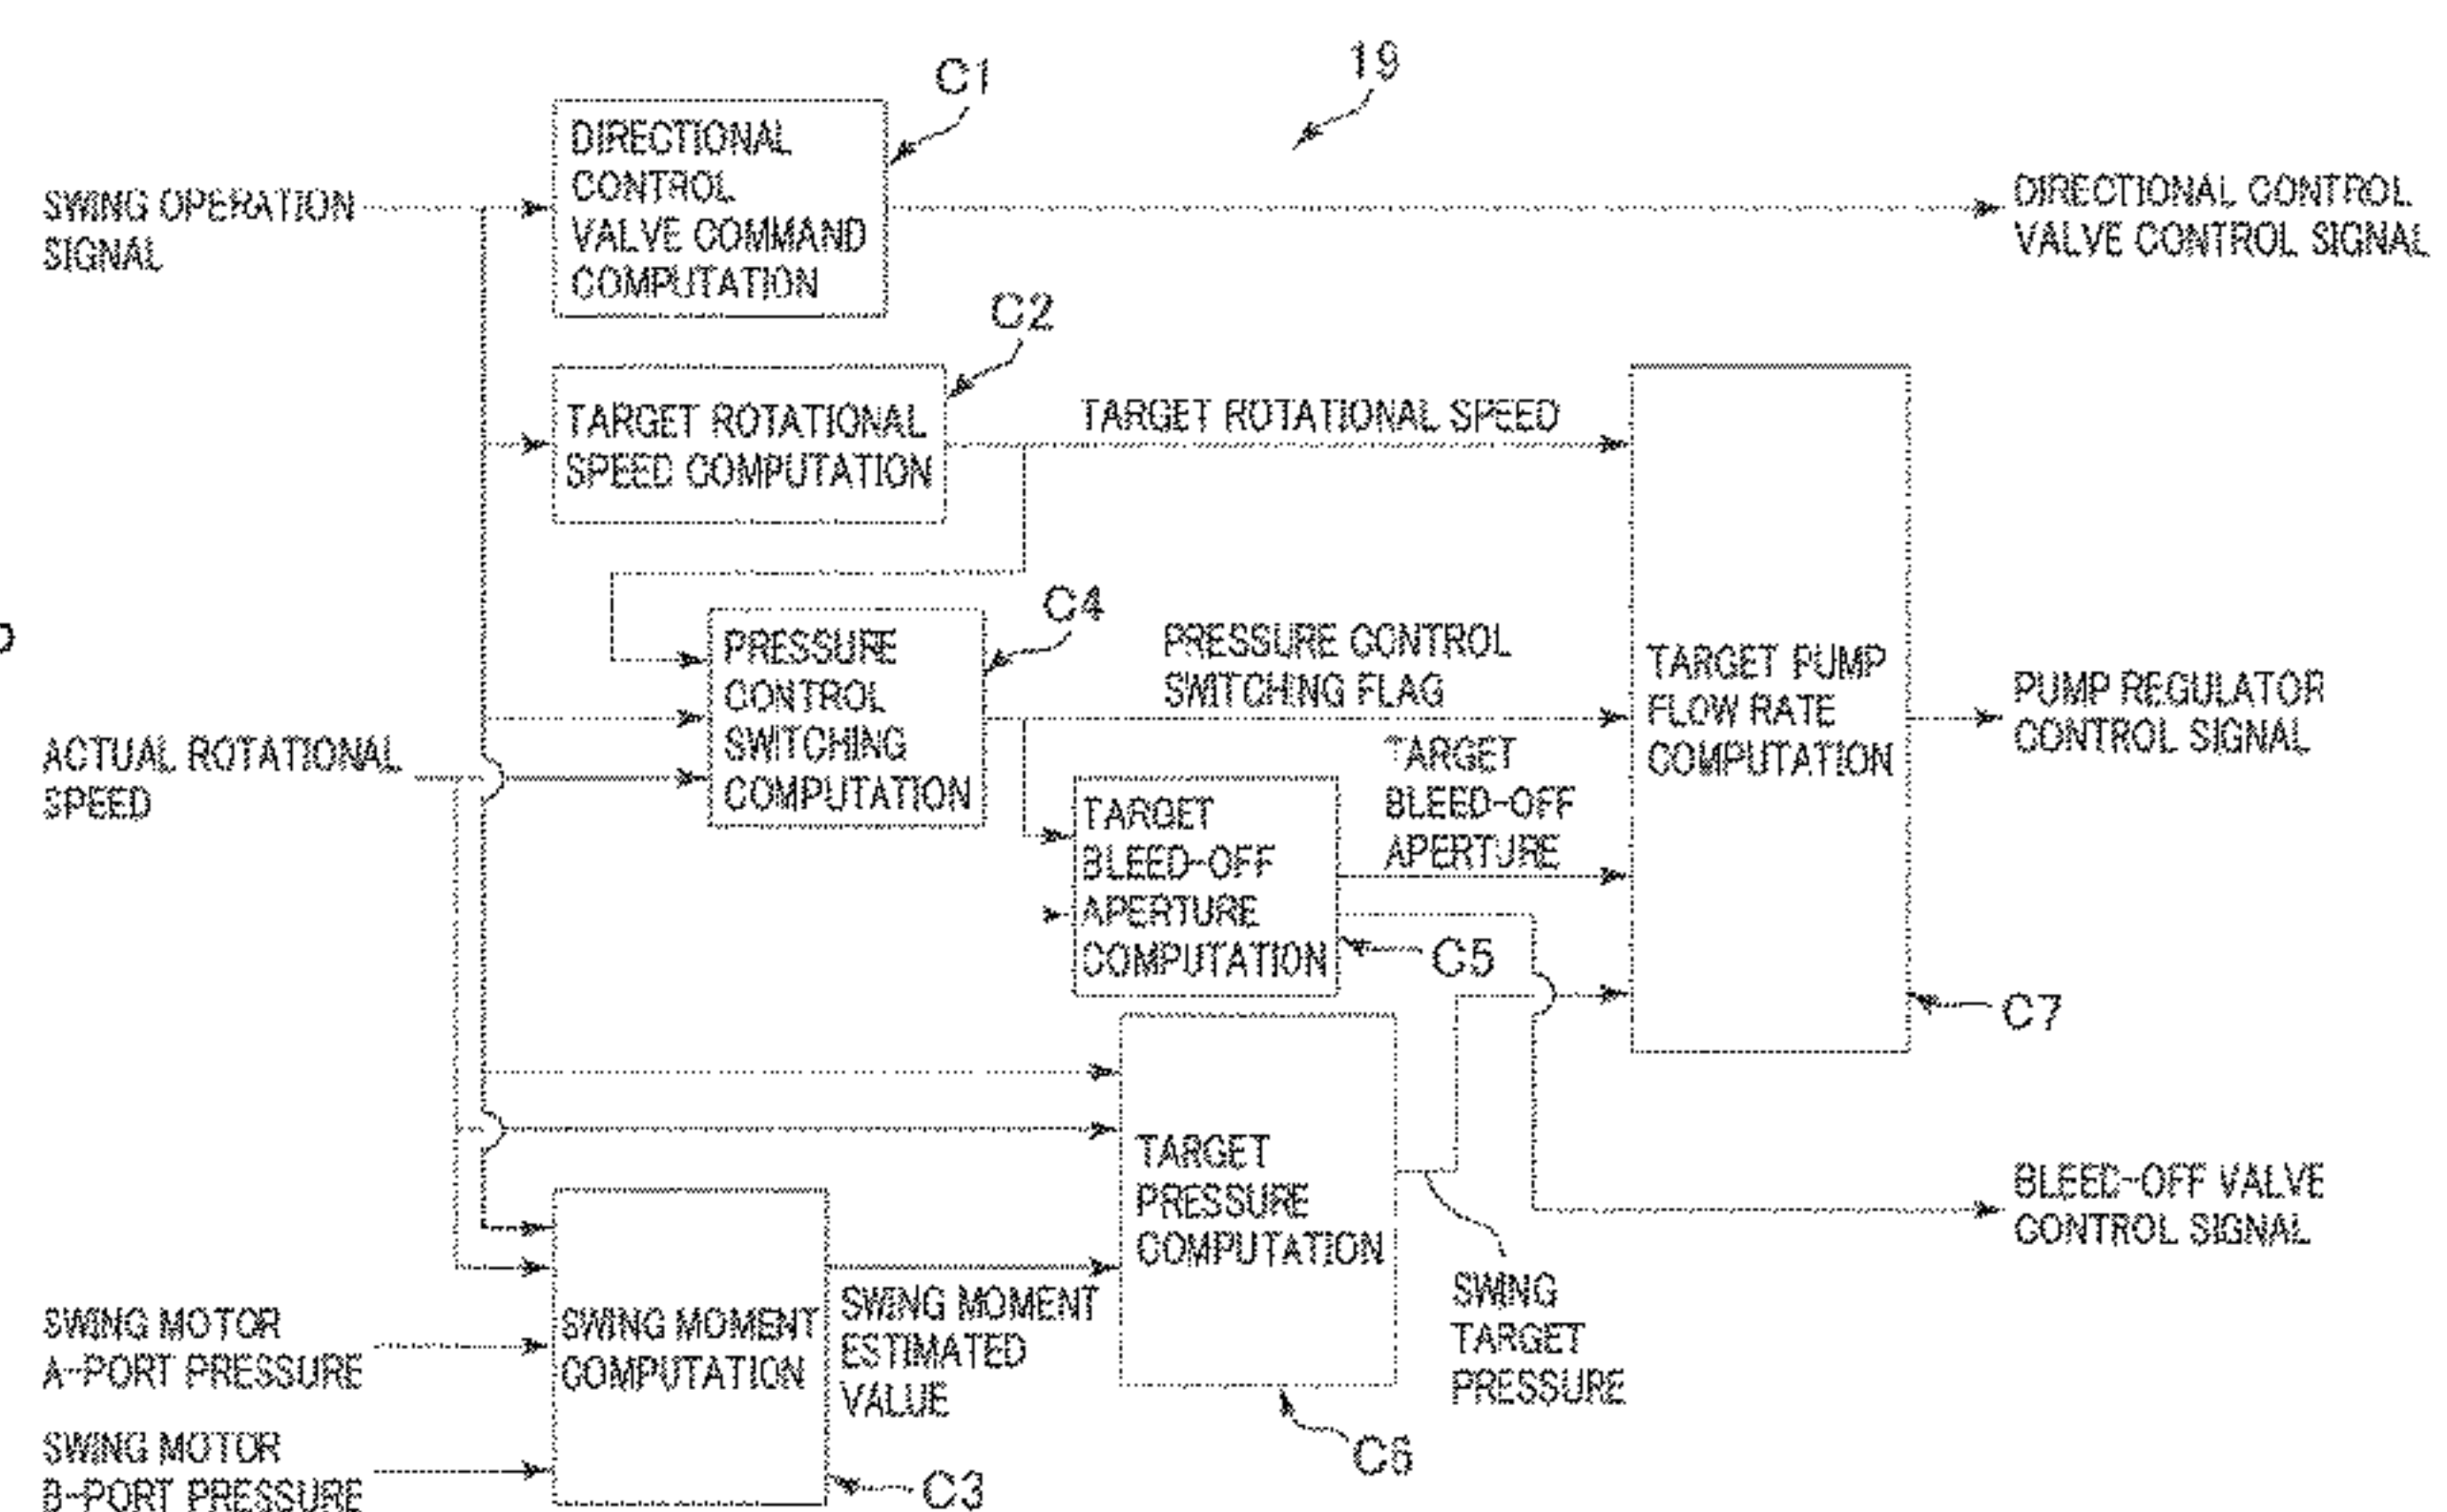 C1
19
DIRECTIONAL
CONTROL
VALVE COMMAND
COMPUTATION
SWING OPERATION
SIGNAL
DIRECTIONAL CONTROL
VALVE CONTROL SIGNAL
C2
TARGET ROTATIONAL
SPEED COMPUTATION
TARGET ROTATIONAL SPEED
C4
PRESSURE
CONTROL
SWITCHING
COMPUTATION
PRESSURE CONTROL
SWITCHING FLAG
TARGET PUMP
FLOW RATE
COMPUTATION
PUMP REGULATOR
CONTROL SIGNAL
ACTUAL ROTATIONAL
SPEED
TARGET
BLEED-OFF
APERTURE
TARGET
BLEED-OFF
APERTURE
COMPUTATION
C5
C7
TARGET
PRESSURE
COMPUTATION
BLEED-OFF VALVE
CONTROL SIGNAL
SWING
TARGET
PRESSURE
SWING MOTOR
A-PORT PRESSURE
SWING MOMENT
COMPUTATION
SWING MOMENT
ESTIMATED
VALUE
C6
SWING MOTOR
B-PORT PRESSURE
C3